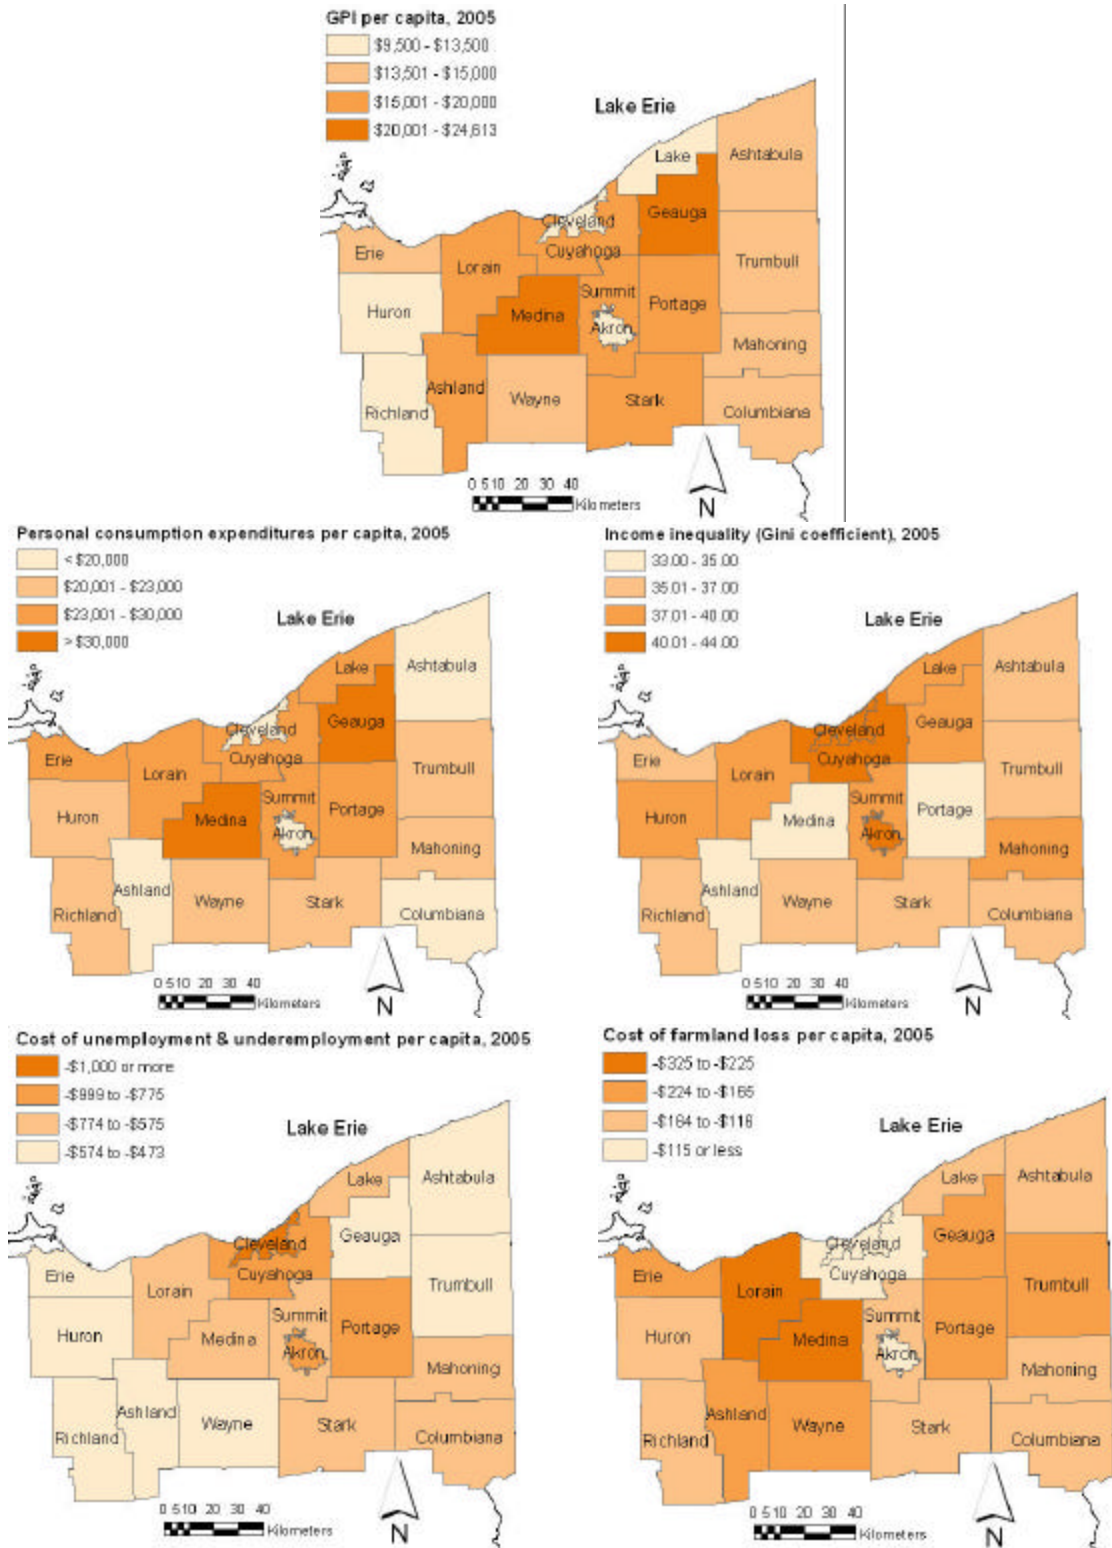 GPI per capita, 2005
$9,500 - $13,500
$13,501 - $15,000
$15,001 - $20,000
$20,001 - $24,613
Lake Erie
Lake
Ashtabula
Geauga
Cleveland
Cuyahoga
Erie
Lorain
Trumbull
Summit
Portage
Huron
Medina
Akron
Mahoning
Ashland
Wayne
Stark
Richland
Columbiana
0 5 10 20 30 40
Kilometers
N
Personal consumption expenditures per capita, 2005
< $20,000
$20,001 - $23,000
$23,001 - $30,000
> $30,000
Lake Erie
Lake
Ashtabula
Geauga
Cleveland
Cuyahoga
Erie
Lorain
Trumbull
Summit
Portage
Huron
Medina
Akron
Mahoning
Ashland
Wayne
Stark
Richland
Columbiana
0 5 10 20 30 40
Kilometers
N
Income inequality (Gini coefficient), 2005
33.00 - 35.00
35.01 - 37.00
37.01 - 40.00
40.01 - 44.00
Lake Erie
Lake
Ashtabula
Geauga
Cleveland
Cuyahoga
Erie
Lorain
Trumbull
Summit
Portage
Huron
Medina
Akron
Mahoning
Ashland
Wayne
Stark
Richland
Columbiana
0 5 10 20 30 40
Kilometers
N
Cost of unemployment & underemployment per capita, 2005
-$1,000 or more
-$999 to -$775
-$774 to -$575
-$574 to -$473
Lake Erie
Lake
Ashtabula
Geauga
Cleveland
Cuyahoga
Erie
Lorain
Trumbull
Summit
Portage
Huron
Medina
Akron
Mahoning
Ashland
Wayne
Stark
Richland
Columbiana
0 5 10 20 30 40
Kilometers
N
Cost of farmland loss per capita, 2005
-$325 to -$225
-$224 to -$165
-$164 to -$116
-$115 or less
Lake Erie
Lake
Ashtabula
Geauga
Cleveland
Cuyahoga
Erie
Lorain
Trumbull
Summit
Portage
Huron
Medina
Akron
Mahoning
Ashland
Wayne
Stark
Richland
Columbiana
0 5 10 20 30 40
Kilometers
N